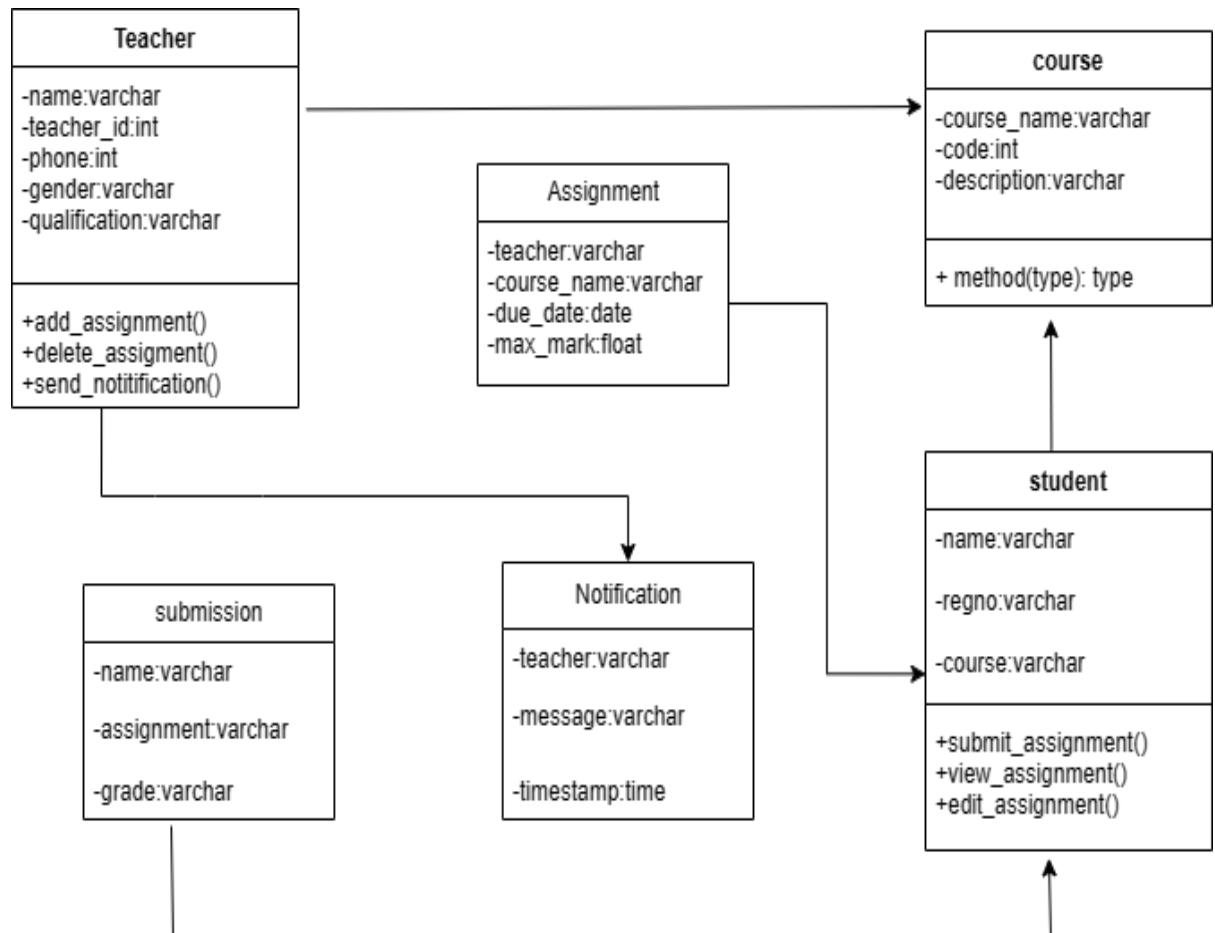 Teacher
-name:varchar
-teacher_id:int
-phone:int
-gender:varchar
-qualification:varchar
+add_assignment()
+delete_assigment()
+send_notitification()
course
-course_name:varchar
-code:int
-description:varchar
+ method(type): type
Assignment
-teacher:varchar
-course_name:varchar
-due_date:date
-max_mark:float
student
-name:varchar
-regno:varchar
-course:varchar
+submit_assignment()
+view_assignment()
+edit_assignment()
submission
-name:varchar
-assignment:varchar
-grade:varchar
Notification
-teacher:varchar
-message:varchar
-timestamp:time